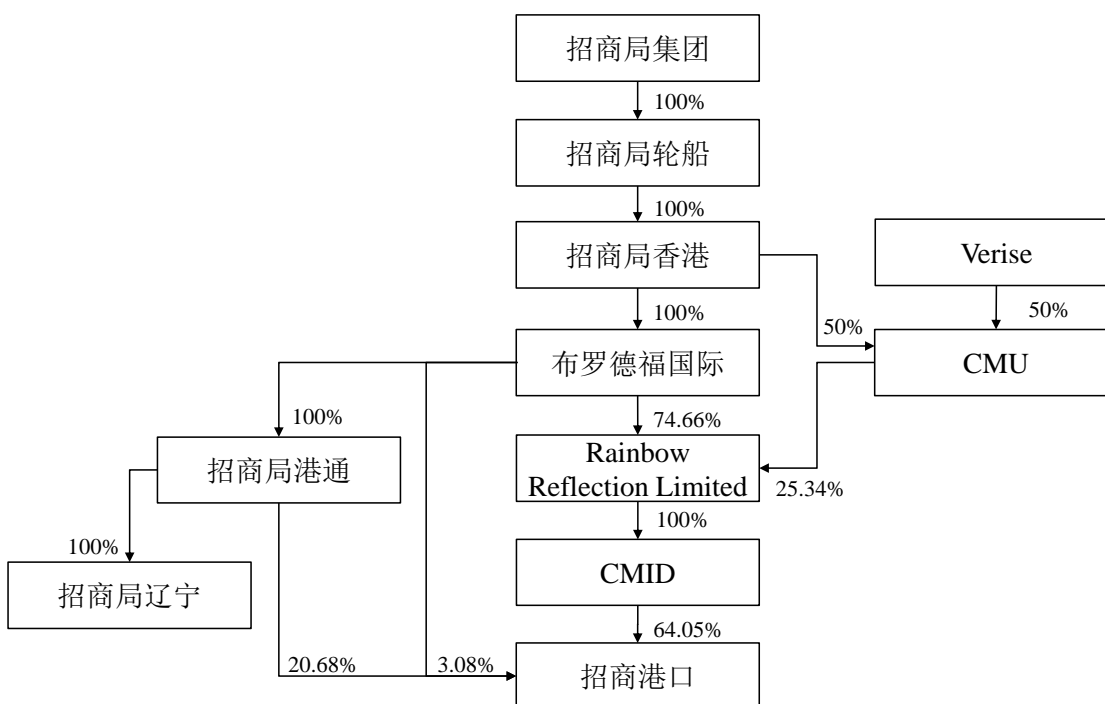 招商局集团
100%
招商局轮船
100%
招商局香港
Verise
100%
50%
50%
布罗德福国际
CMU
100%
74.66%
招商局港通
Rainbow
Reflection Limited
25.34%
100%
100%
招商局辽宁
CMID
64.05%
20.68%
3.08%
招商港口